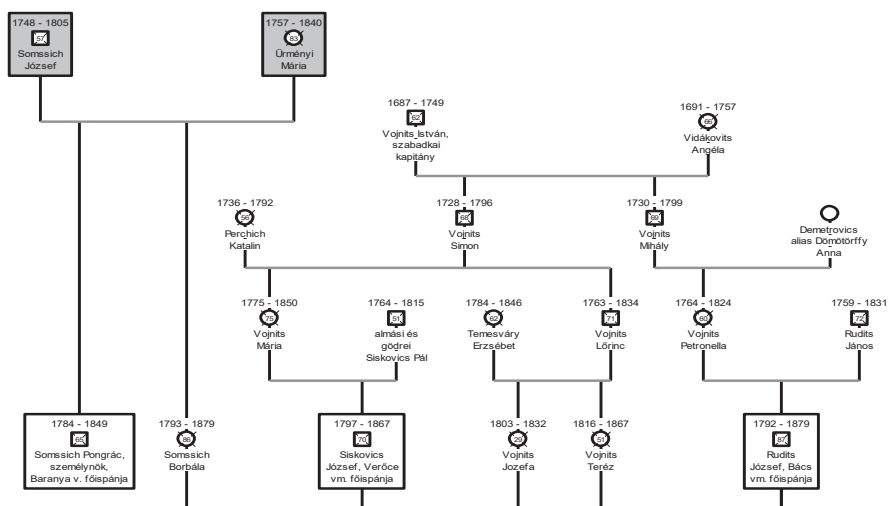 1748 - 1805
57
Somssich
József
1757 - 1840
83
Ürményi
Mária
1687 - 1749
62
Vojnits István,
szabadkai
kapitány
1691 - 1757
66
Vidákovits
Angéla
1736 - 1792
56
Perchich
Katalin
1728 - 1796
68
Vojnits
Simon
1730 - 1799
69
Vojnits
Mihály
Demetrovics
alias Dömötörffy
Anna
1775 - 1850
75
Vojnits
Mária
1764 - 1815
51
almási és
gödrei
Siskovics Pál
1784 - 1846
62
Temesváry
Erzsébet
1763 - 1834
71
Vojnits
Lőrinc
1764 - 1824
60
Vojnits
Petronella
1759 - 1831
72
Rudits
János
1784 - 1849
65
Somssich Pongrác,
személynök,
Baranya v. főispánja
1793 - 1879
86
Somssich
Borbála
1797 - 1867
70
Siskovics
József, Verőce
vm. főispánja
1803 - 1832
29
Vojnits
Jozefa
1816 - 1867
51
Vojnits
Teréz
1792 - 1879
87
Rudits
József, Bács
vm. főispánja